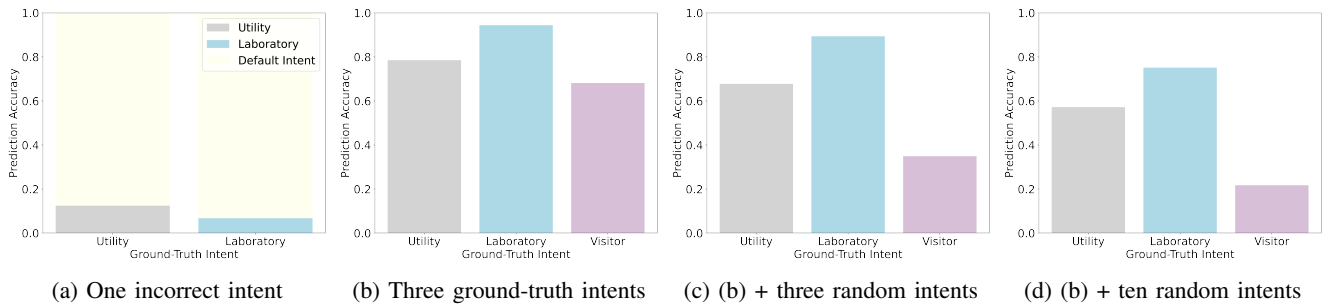 1.0
0.8
0.6
0.4
0.2
0.0
Prediction Accuracy
Utility
Laboratory
Default Intent
Utility Laboratory
Ground-Truth Intent
(a) One incorrect intent
1.0
0.8
0.6
0.4
0.2
0.0
Prediction Accuracy
Utility Laboratory Visitor
Ground-Truth Intent
(b) Three ground-truth intents
1.0
0.8
0.6
0.4
0.2
0.0
Prediction Accuracy
Utility Laboratory Visitor
Ground-Truth Intent
(c) (b) + three random intents
1.0
0.8
0.6
0.4
0.2
0.0
Prediction Accuracy
Utility Laboratory Visitor
Ground-Truth Intent
(d) (b) + ten random intents